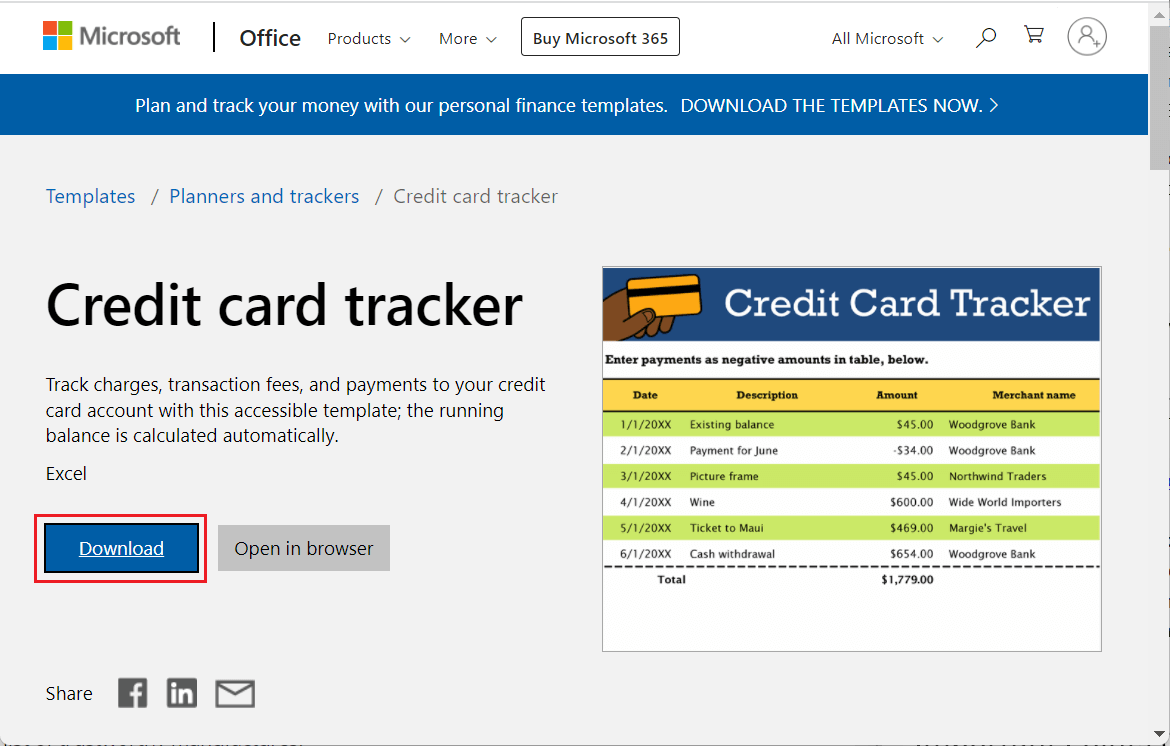 Microsoft Office Products More Buy Microsoft 365 All Microsoft
Plan and track your money with our personal finance templates. DOWNLOAD THE TEMPLATES NOW.
Templates / Planners and trackers / Credit card tracker
Credit card tracker
Track charges, transaction fees, and payments to your credit
card account with this accessible template; the running
balance is calculated automatically.
Excel
Download Open in browser
Credit Card Tracker
Enter payments as negative amounts in table, below.
Date Description Amount Merchant name
1/1/20XX Existing balance $45.00 Woodgrove Bank
2/1/20XX Payment for June -$34.00 Woodgrove Bank
3/1/20XX Picture frame $45.00 Northwind Traders
4/1/20XX Wine $600.00 Wide World Importers
5/1/20XX Ticket to Maui $469.00 Margie's Travel
6/1/20XX Cash withdrawal $654.00 Woodgrove Bank
Total $1,779.00
Share